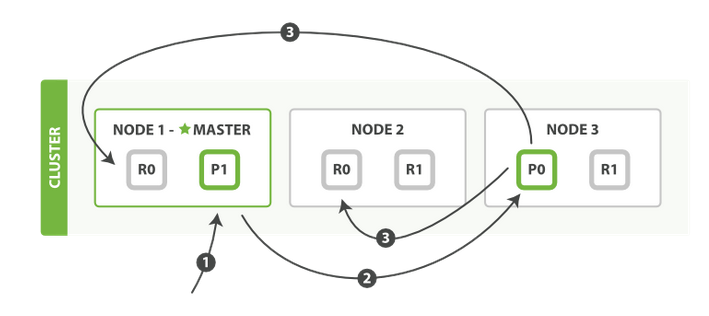 3
CLUSTER
NODE 1 - ★ MASTER
R0
P1
NODE 2
R0
R1
NODE 3
P0
R1
1
2
3